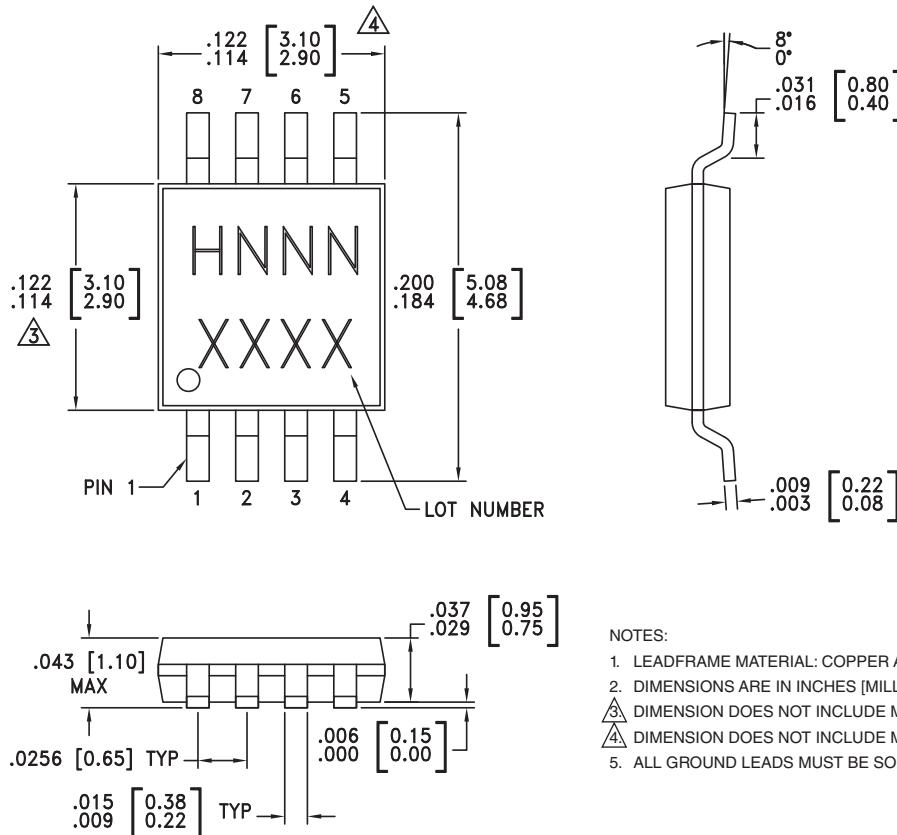 .122 [3.10]
.114 [2.90]
4
8 7 6 5
HNNN
XXXX
.122 [3.10]
.114 [2.90]
3
.200 [5.08]
.184 [4.68]
PIN 1
1 2 3 4
LOT NUMBER
8°
0°
.031 [0.80]
.016 [0.40]
.009 [0.22]
.003 [0.08]
.043 [1.10]
MAX
.037 [0.95]
.029 [0.75]
.0256 [0.65] TYP
.006 [0.15]
.000 [0.00]
.015 [0.38]
.009 [0.22]
TYP
NOTES:
1. LEADFRAME MATERIAL: COPPER A
2. DIMENSIONS ARE IN INCHES [MILL
3. DIMENSION DOES NOT INCLUDE M
4. DIMENSION DOES NOT INCLUDE M
5. ALL GROUND LEADS MUST BE SO